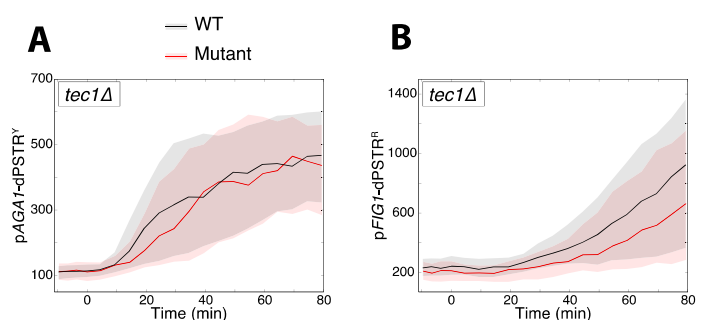 A
WT
Mutant
B
700
500
300
100
tec1Δ
pAGA1-dPSTRʸ
0
20
40
60
80
Time (min)
1400
1000
600
200
tec1Δ
pFIG1-dPSTRᴿ
0
20
40
60
80
Time (min)